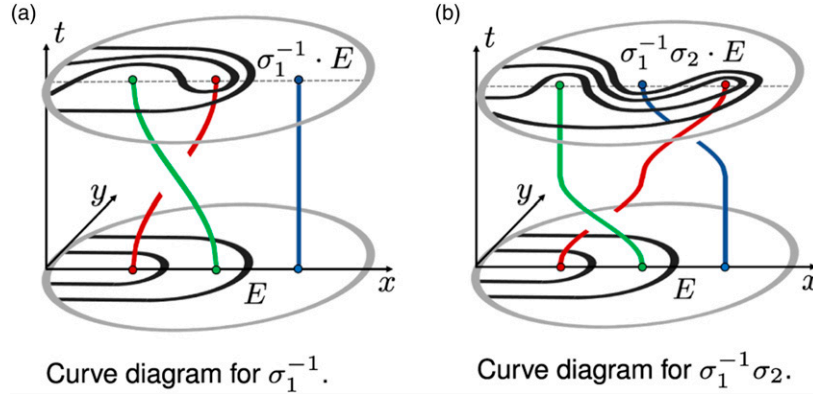 (a)
t
σ₁⁻¹ · E
y
x
E
Curve diagram for σ₁⁻¹.
(b)
t
σ₁⁻¹σ₂ · E
y
x
E
Curve diagram for σ₁⁻¹σ₂.